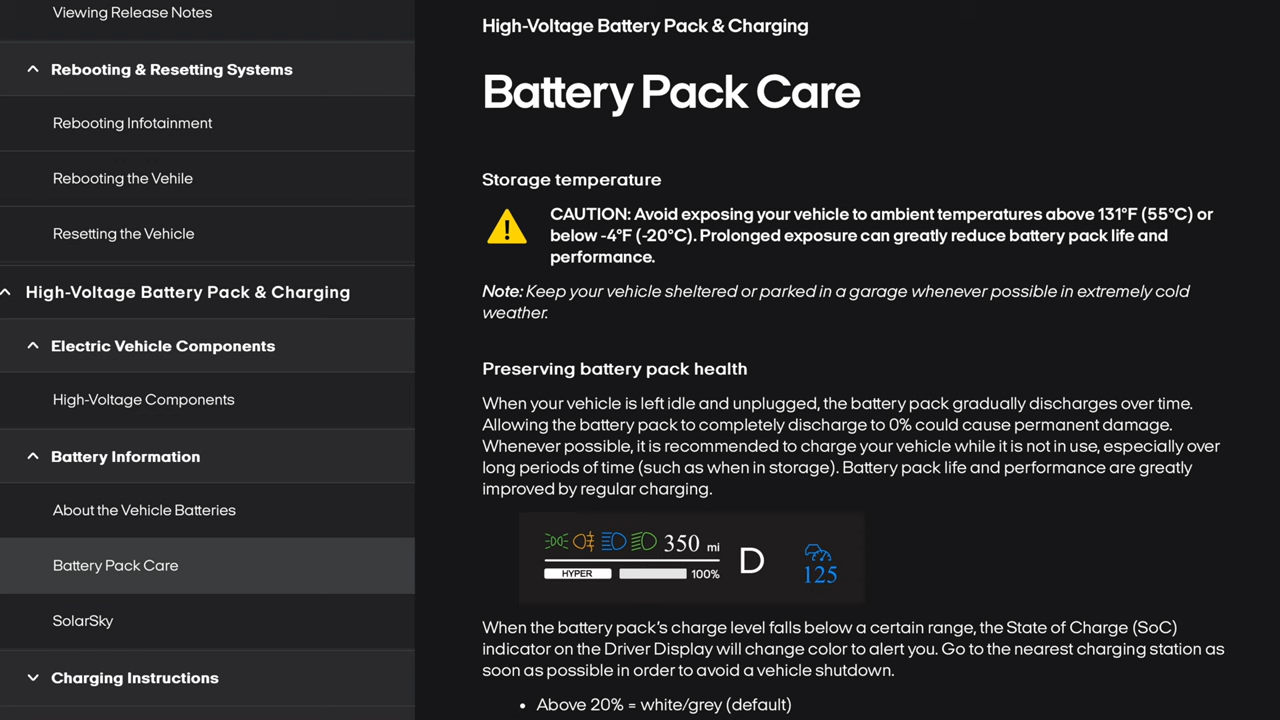 Viewing Release Notes
Rebooting & Resetting Systems
Rebooting Infotainment
Rebooting the Vehile
Resetting the Vehicle
High-Voltage Battery Pack & Charging
Electric Vehicle Components
High-Voltage Components
Battery Information
About the Vehicle Batteries
Battery Pack Care
SolarSky
Charging Instructions
High-Voltage Battery Pack & Charging
Battery Pack Care
Storage temperature
CAUTION: Avoid exposing your vehicle to ambient temperatures above 131°F (55°C) or
below -4°F (-20°C). Prolonged exposure can greatly reduce battery pack life and
performance.
Note: Keep your vehicle sheltered or parked in a garage whenever possible in extremely cold
weather.
Preserving battery pack health
When your vehicle is left idle and unplugged, the battery pack gradually discharges over time.
Allowing the battery pack to completely discharge to 0% could cause permanent damage.
Whenever possible, it is recommended to charge your vehicle while it is not in use, especially over
long periods of time (such as when in storage). Battery pack life and performance are greatly
improved by regular charging.
350 mi
HYPER 100%
D
125
When the battery pack's charge level falls below a certain range, the State of Charge (SoC)
indicator on the Driver Display will change color to alert you. Go to the nearest charging station as
soon as possible in order to avoid a vehicle shutdown.
• Above 20% = white/grey (default)